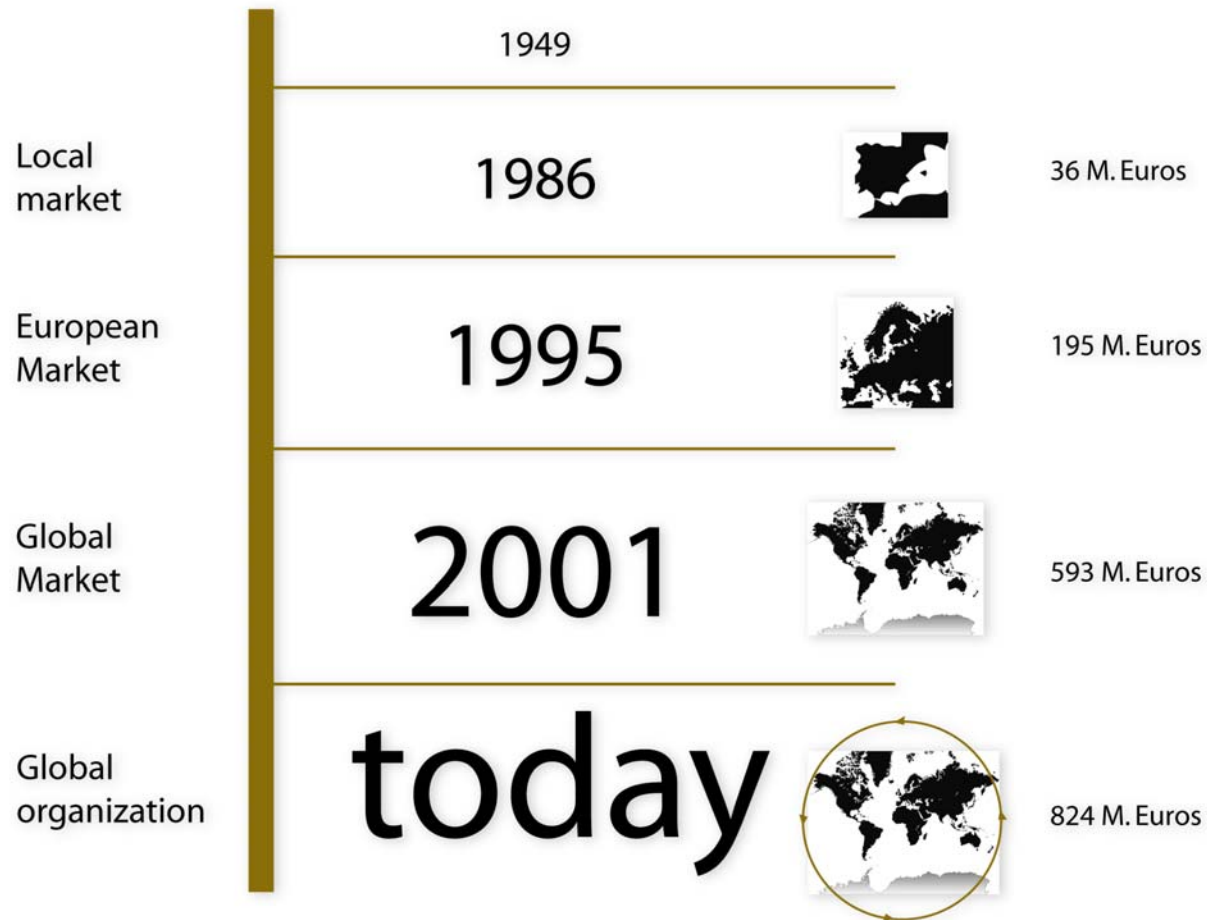 1949
Local
market
1986
36 M. Euros
European
Market
1995
195 M. Euros
Global
Market
2001
593 M. Euros
Global
organization
today
824 M. Euros